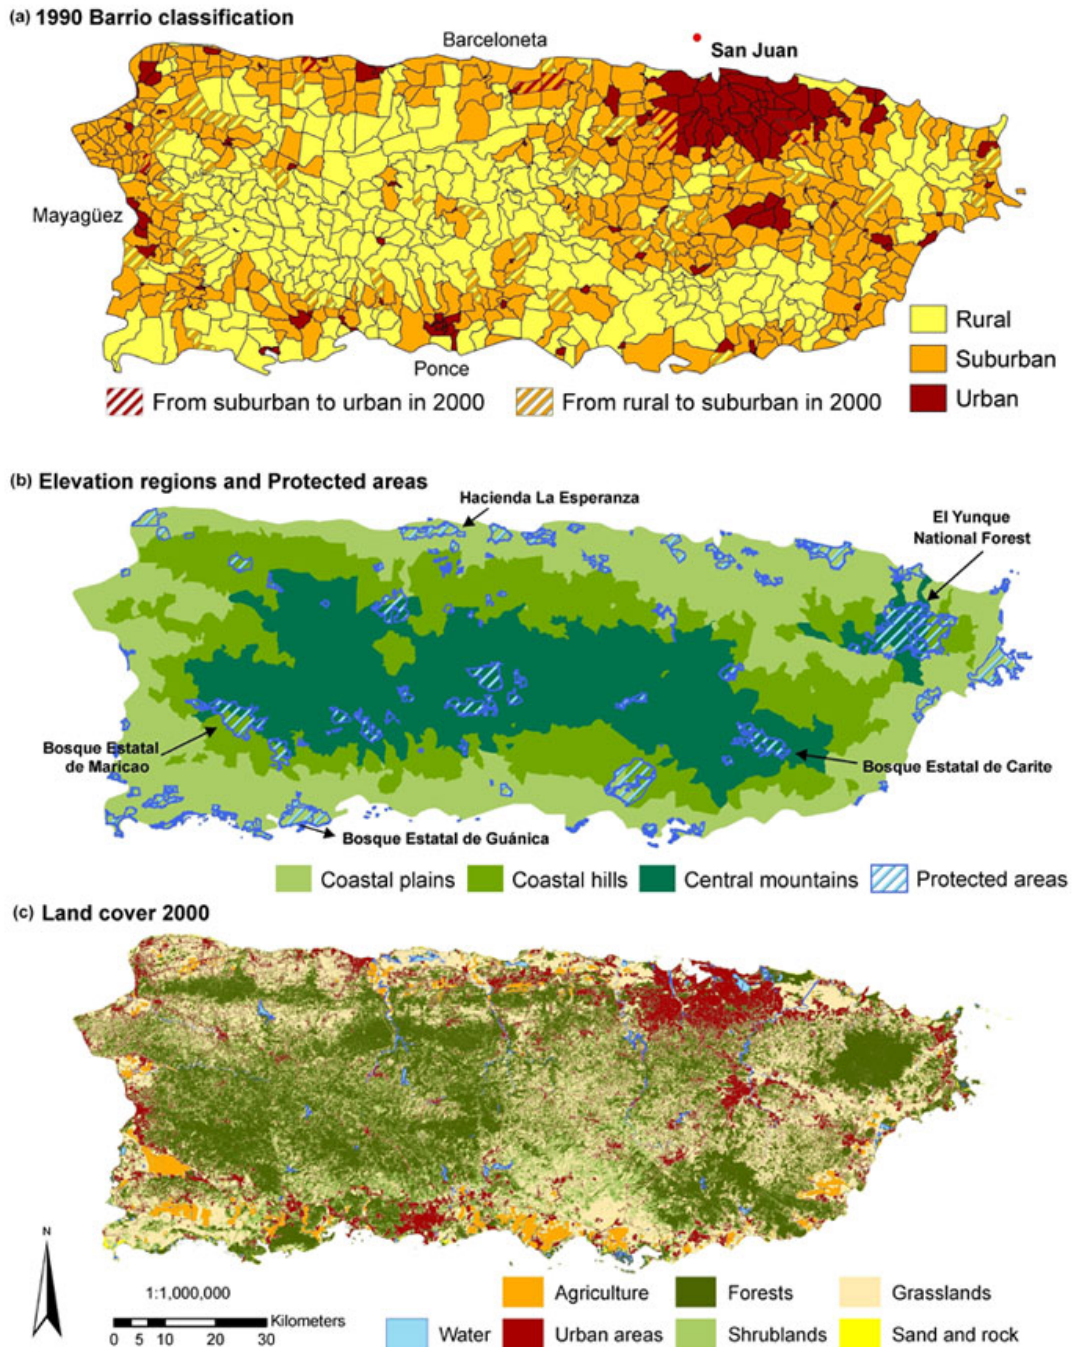 (a) 1990 Barrio classification
Barceloneta
San Juan
Mayagüez
Ponce
Rural
Suburban
Urban
From suburban to urban in 2000
From rural to suburban in 2000
(b) Elevation regions and Protected areas
Hacienda La Esperanza
El Yunque
National Forest
Bosque Estatal
de Maricao
Bosque Estatal de Carite
Bosque Estatal de Guánica
Coastal plains
Coastal hills
Central mountains
Protected areas
(c) Land cover 2000
N
1:1,000,000
Kilometers
0 5 10 20 30
Agriculture
Forests
Grasslands
Water
Urban areas
Shrublands
Sand and rock